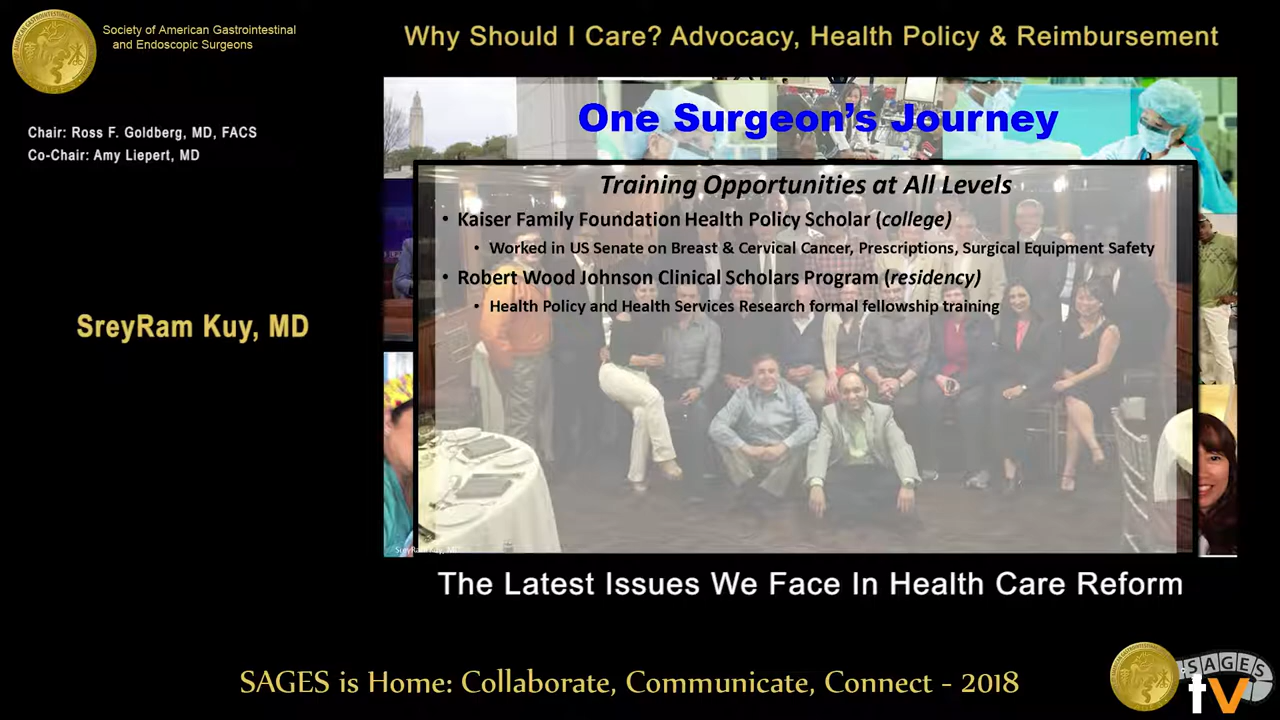 Society of American Gastrointestinal
and Endoscopic Surgeons
Why Should I Care? Advocacy, Health Policy & Reimbursement
Chair: Ross F. Goldberg, MD, FACS
Co-Chair: Amy Liepert, MD
SreyRam Kuy, MD
One Surgeon's Journey
Training Opportunities at All Levels
• Kaiser Family Foundation Health Policy Scholar (college)
• Worked in US Senate on Breast & Cervical Cancer, Prescriptions, Surgical Equipment Safety
• Robert Wood Johnson Clinical Scholars Program (residency)
• Health Policy and Health Services Research formal fellowship training
The Latest Issues We Face In Health Care Reform
SAGES is Home: Collaborate, Communicate, Connect - 2018
SAGES
tv